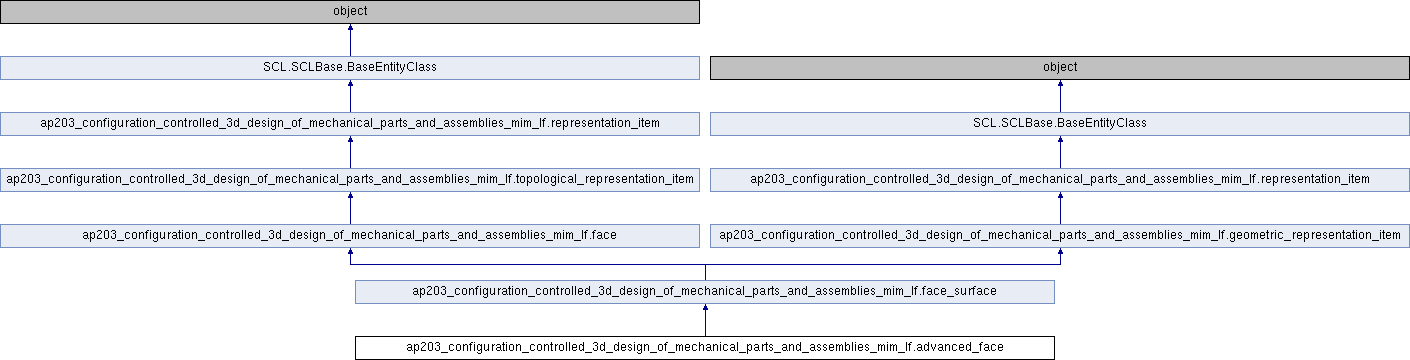 object
SCL.SCLBase.BaseEntityClass
object
ap203_configuration_controlled_3d_design_of_mechanical_parts_and_assemblies_mim_lf.representation_item
SCL.SCLBase.BaseEntityClass
ap203_configuration_controlled_3d_design_of_mechanical_parts_and_assemblies_mim_lf.topological_representation_item
ap203_configuration_controlled_3d_design_of_mechanical_parts_and_assemblies_mim_lf.representation_item
ap203_configuration_controlled_3d_design_of_mechanical_parts_and_assemblies_mim_lf.face
ap203_configuration_controlled_3d_design_of_mechanical_parts_and_assemblies_mim_lf.geometric_representation_item
ap203_configuration_controlled_3d_design_of_mechanical_parts_and_assemblies_mim_lf.face_surface
ap203_configuration_controlled_3d_design_of_mechanical_parts_and_assemblies_mim_lf.advanced_face